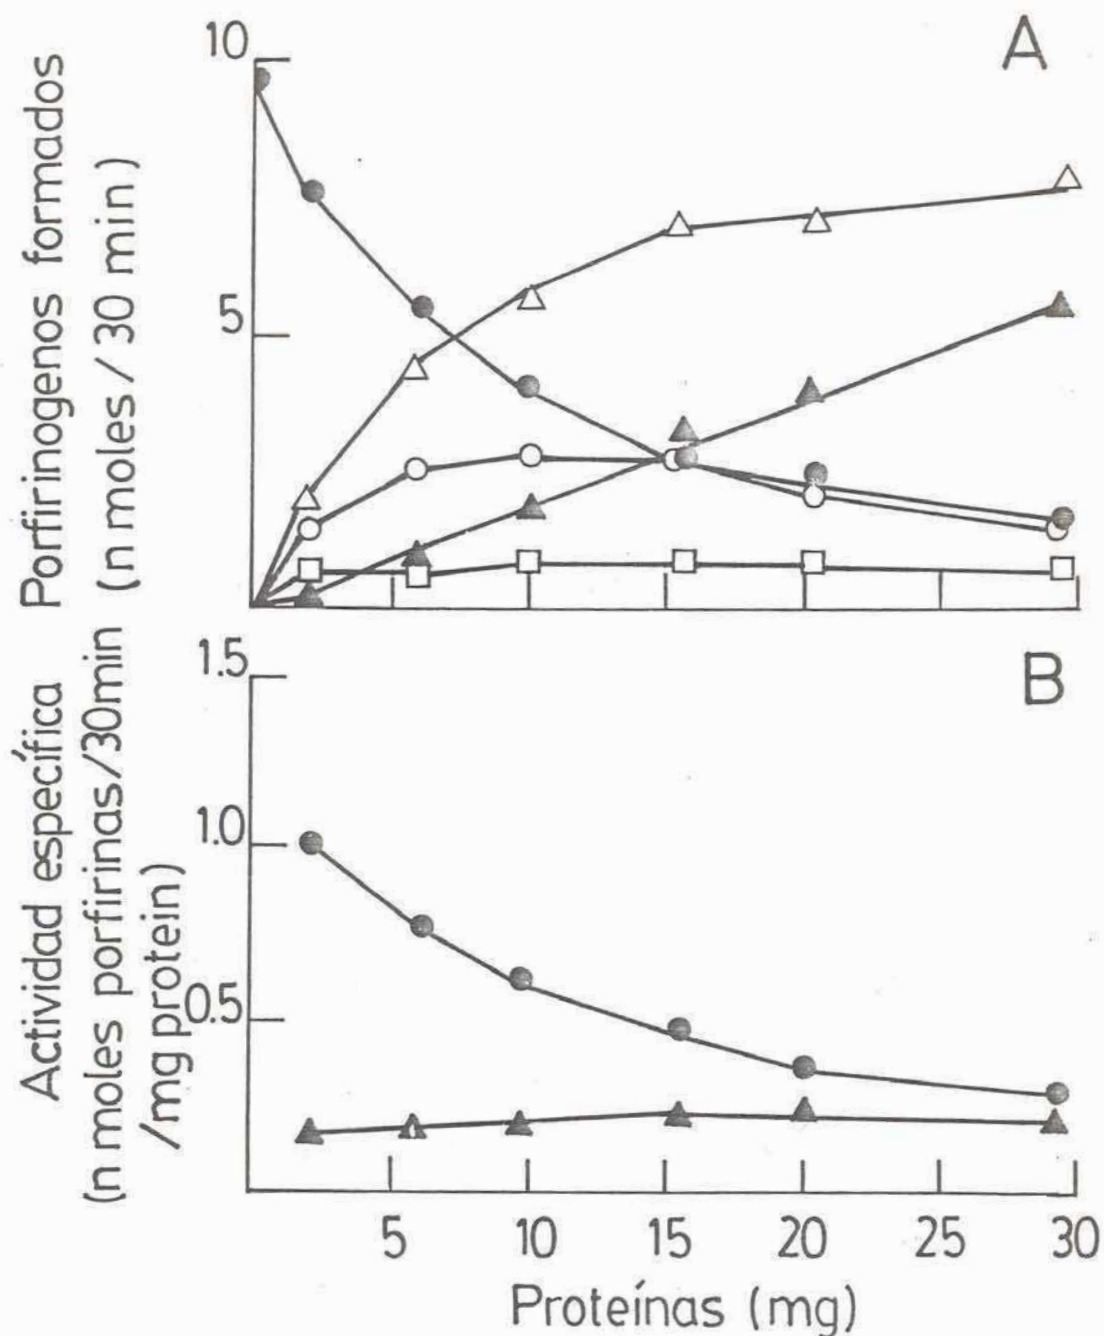 A
Porfirinogenos formados
(n moles / 30 min)
10
5
B
Actividad específica
(n moles porfirinas/30min
/mg protein)
1.5
1.0
0.5
5 10 15 20 25 30
Proteínas (mg)